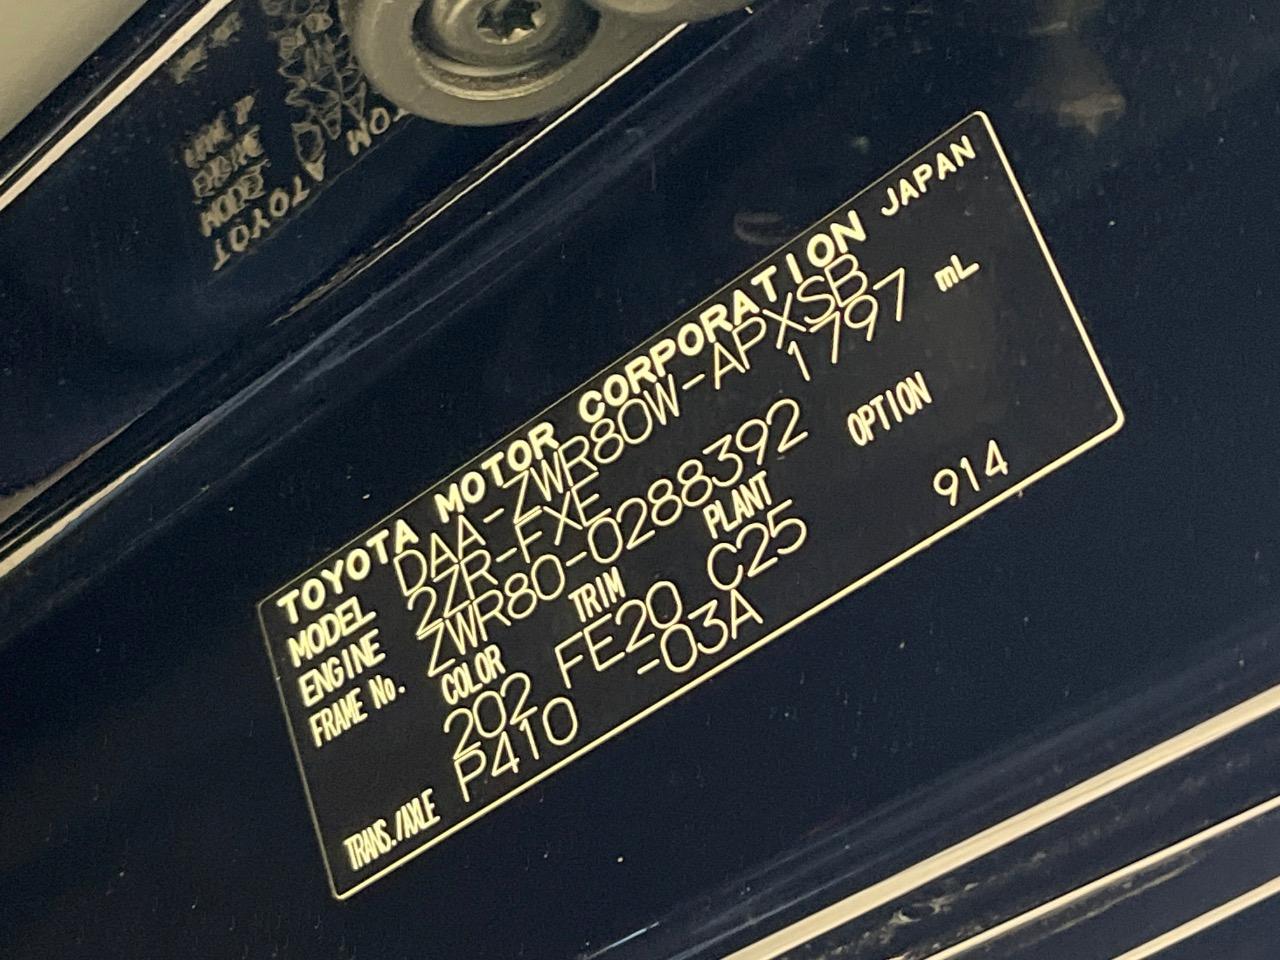 TOYOTA MOTOR CORPORATION JAPAN
MODEL DAA-ZWR80W-APXSB
ENGINE 2ZR-FXE 1797 mL
FRAME No. ZWR80-0288392
COLOR TRIM PLANT OPTION
202 FE20 C25 914
TRANS./AXLE P410 -03A